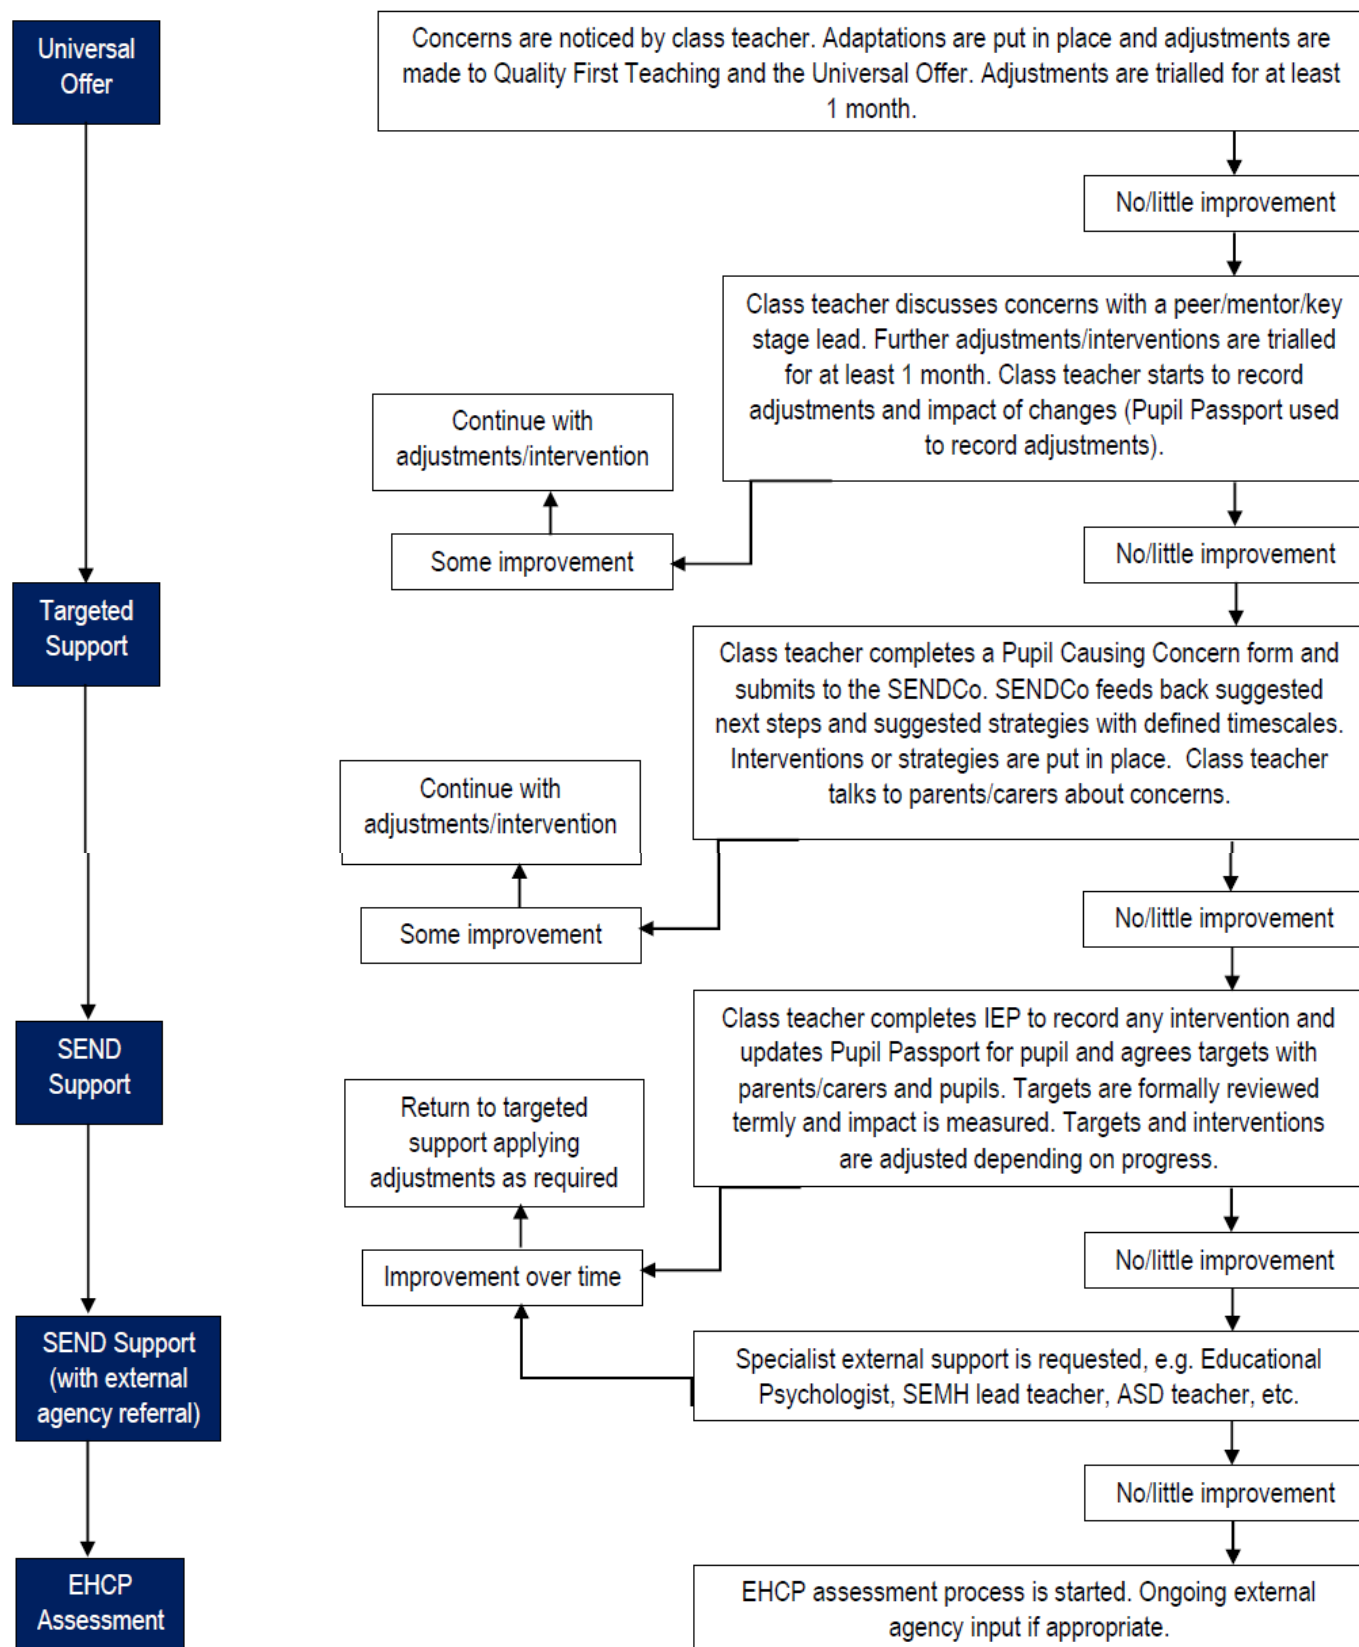 Universal
Offer
Concerns are noticed by class teacher. Adaptations are put in place and adjustments are
made to Quality First Teaching and the Universal Offer. Adjustments are trialled for at least
1 month.
No/little improvement
Class teacher discusses concerns with a peer/mentor/key
stage lead. Further adjustments/interventions are trialled
for at least 1 month. Class teacher starts to record
adjustments and impact of changes (Pupil Passport used
to record adjustments).
Continue with
adjustments/intervention
Some improvement
No/little improvement
Targeted
Support
Class teacher completes a Pupil Causing Concern form and
submits to the SENDCo. SENDCo feeds back suggested
next steps and suggested strategies with defined timescales.
Interventions or strategies are put in place. Class teacher
talks to parents/carers about concerns.
Continue with
adjustments/intervention
Some improvement
No/little improvement
SEND
Support
Class teacher completes IEP to record any intervention and
updates Pupil Passport for pupil and agrees targets with
parents/carers and pupils. Targets are formally reviewed
termly and impact is measured. Targets and interventions
are adjusted depending on progress.
Return to targeted
support applying
adjustments as required
Improvement over time
No/little improvement
SEND Support
(with external
agency referral)
Specialist external support is requested, e.g. Educational
Psychologist, SEMH lead teacher, ASD teacher, etc.
No/little improvement
EHCP
Assessment
EHCP assessment process is started. Ongoing external
agency input if appropriate.